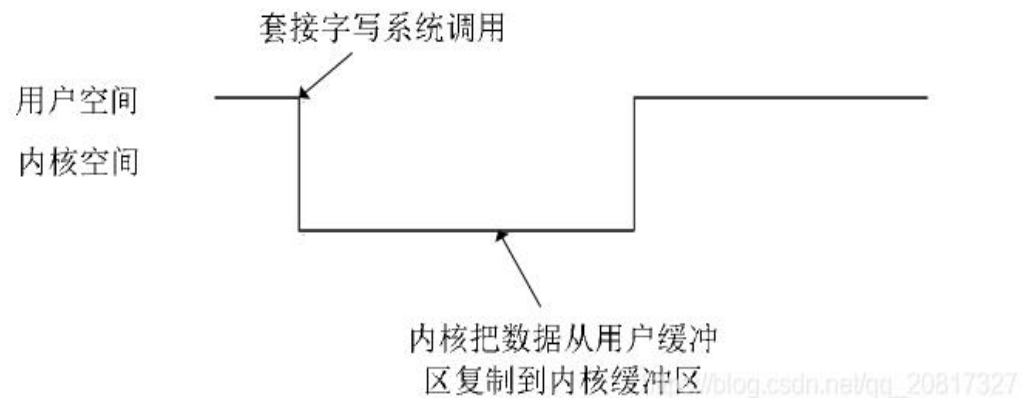 套接字写系统调用
用户空间
内核空间
内核把数据从用户缓冲
区复制到内核缓冲区
/blog.csdn.net/qq_20817327